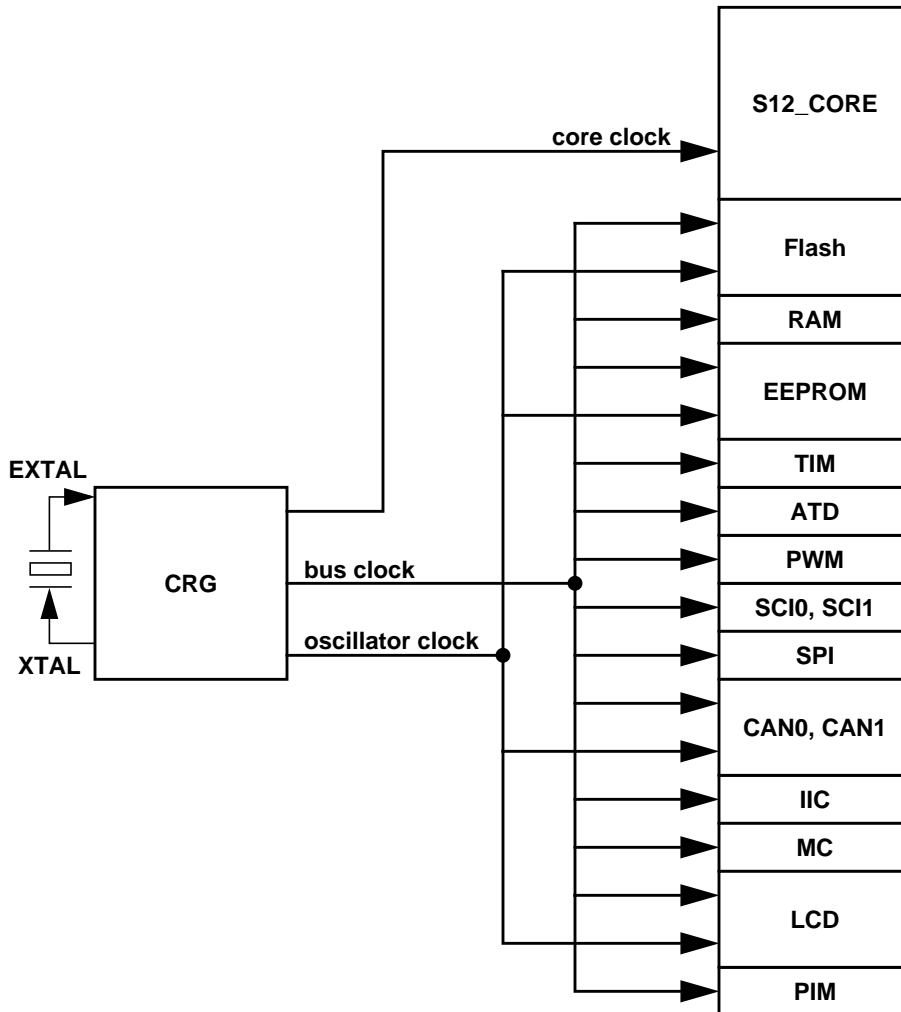 S12_CORE
core clock
Flash
RAM
EEPROM
EXTAL
TIM
ATD
PWM
bus clock
CRG
SCI0, SCI1
oscillator clock
SPI
XTAL
CAN0, CAN1
IIC
MC
LCD
PIM